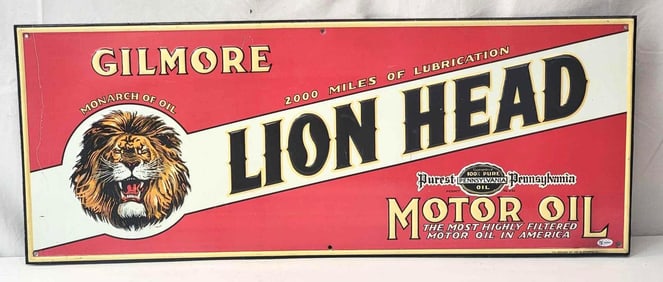 GILMORE
2000 MILES OF LUBRICATION
MONARCH OF OIL
LION HEAD
100% PURE
Purest PENNSYLVANIA Pennsylvania
OIL
MOTOR OIL
THE MOST HIGHLY FILTERED
MOTOR OIL IN AMERICA